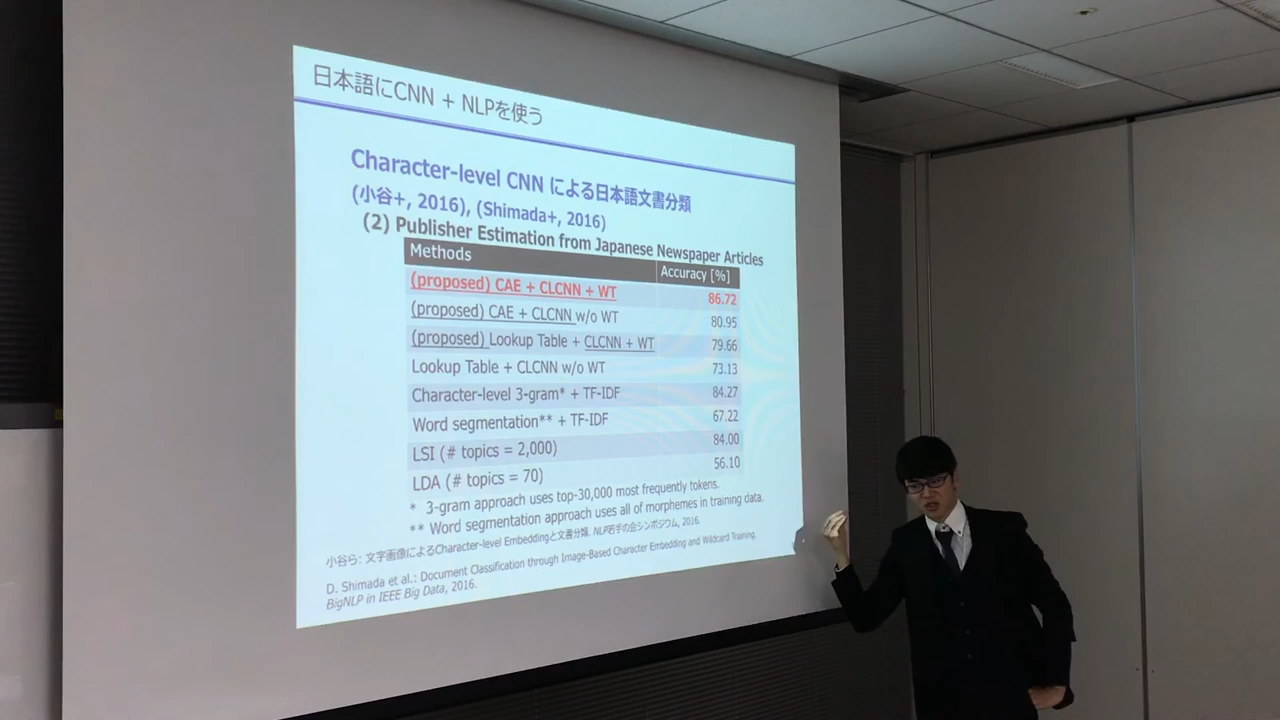 日本語にCNN + NLPを使う
Character-level CNN による日本語文書分類
(小谷+, 2016), (Shimada+, 2016)
(2) Publisher Estimation from Japanese Newspaper Articles
Methods Accuracy [%]
(proposed) CAE + CLCNN + WT 86.72
(proposed) CAE + CLCNN w/o WT 80.95
(proposed) Lookup Table + CLCNN + WT 79.66
Lookup Table + CLCNN w/o WT 73.13
Character-level 3-gram* + TF-IDF 84.27
Word segmentation** + TF-IDF 67.22
LSI (# topics = 2,000) 84.00
LDA (# topics = 70) 56.10
* 3-gram approach uses top-30,000 most frequently tokens.
** Word segmentation approach uses all of morphemes in training data.
小谷ら: 文字画像によるCharacter-level Embeddingと文書分類. NLP若手の会シンポジウム, 2016.
D. Shimada et al.: Document Classification through Image-Based Character Embedding and Wildcard Training.
BigNLP in IEEE Big Data, 2016.